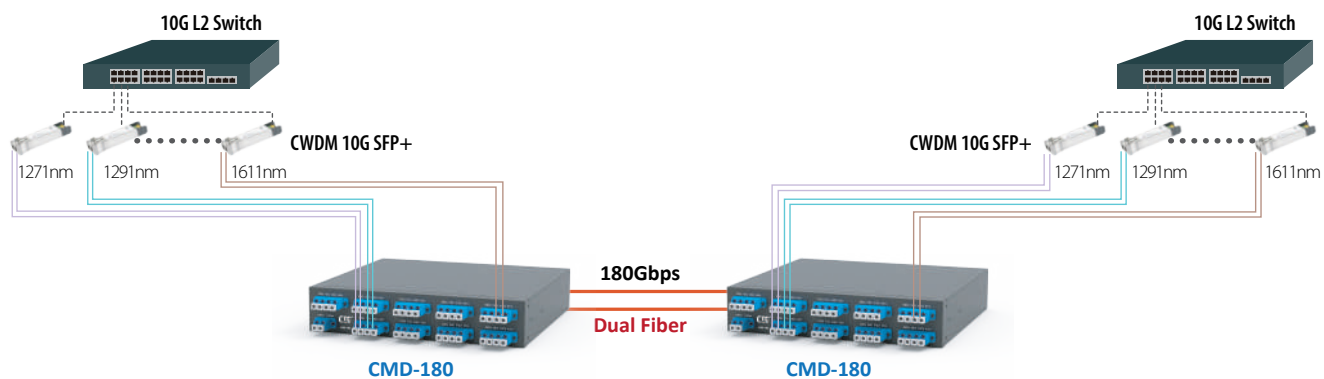 10G L2 Switch
10G L2 Switch
CWDM 10G SFP+
CWDM 10G SFP+
1271nm
1291nm
1611nm
1271nm
1291nm
1611nm
180Gbps
Dual Fiber
CTC
CMD-180
CMD-180